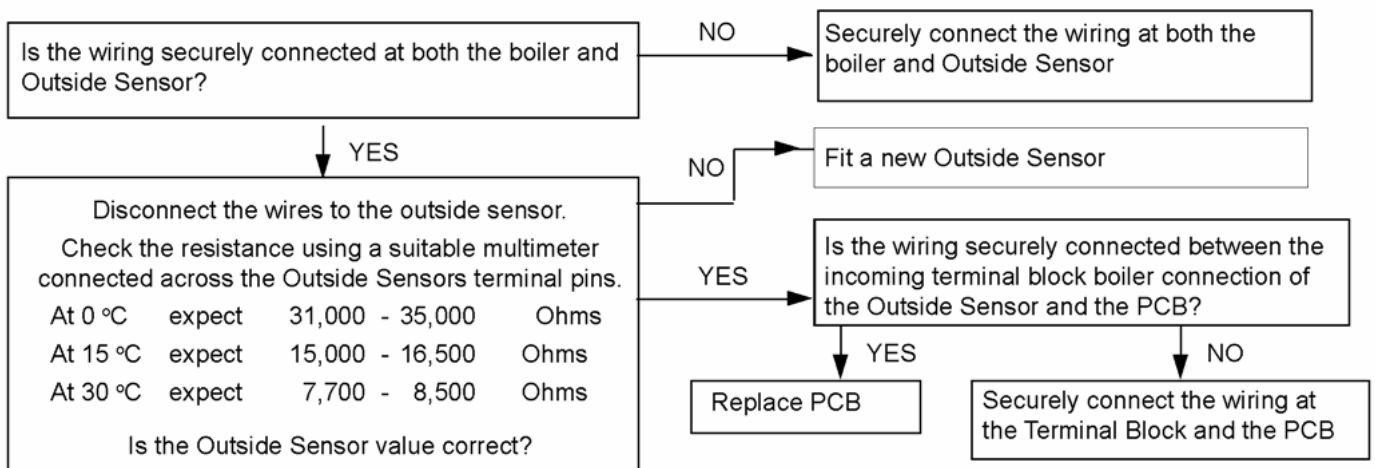 Is the wiring securely connected at both the boiler and
Outside Sensor?
NO
Securely connect the wiring at both the
boiler and Outside Sensor
YES
Disconnect the wires to the outside sensor.
Check the resistance using a suitable multimeter
connected across the Outside Sensors terminal pins.
At 0 °C expect 31,000 - 35,000 Ohms
At 15 °C expect 15,000 - 16,500 Ohms
At 30 °C expect 7,700 - 8,500 Ohms
Is the Outside Sensor value correct?
NO
Fit a new Outside Sensor
YES
Is the wiring securely connected between the
incoming terminal block boiler connection of
the Outside Sensor and the PCB?
YES
Replace PCB
NO
Securely connect the wiring at
the Terminal Block and the PCB